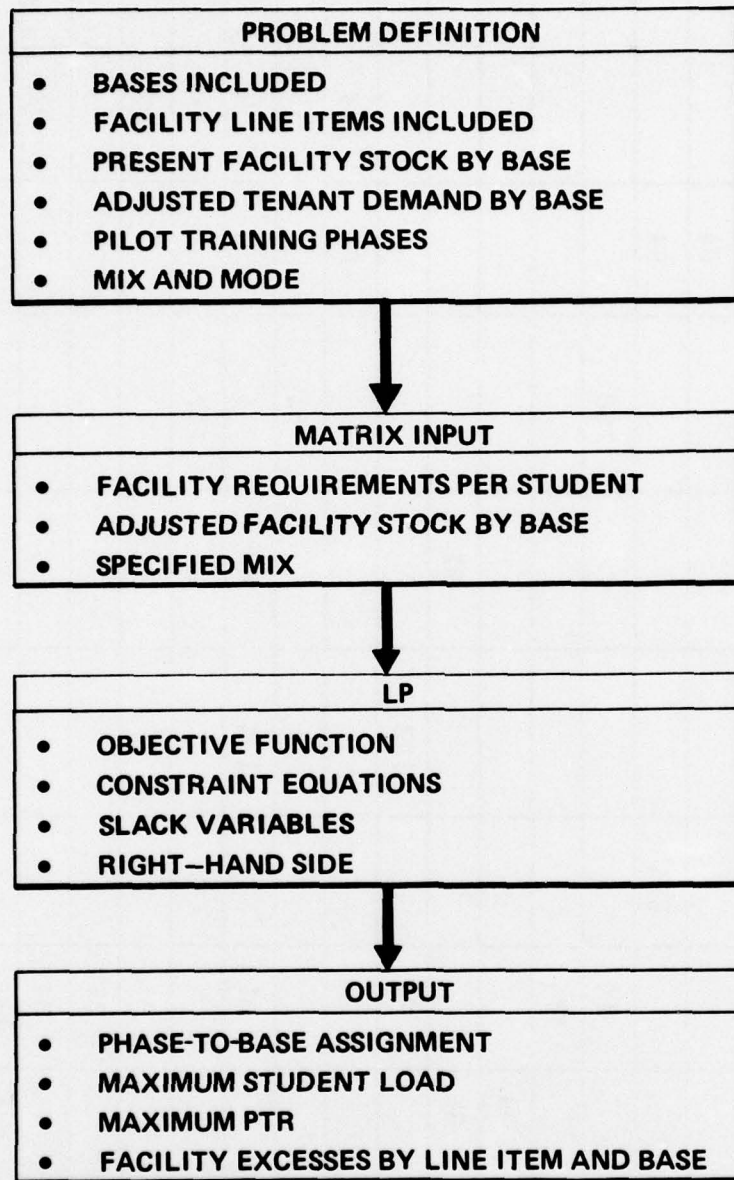 PROBLEM DEFINITION
• BASES INCLUDED
• FACILITY LINE ITEMS INCLUDED
• PRESENT FACILITY STOCK BY BASE
• ADJUSTED TENANT DEMAND BY BASE
• PILOT TRAINING PHASES
• MIX AND MODE
MATRIX INPUT
• FACILITY REQUIREMENTS PER STUDENT
• ADJUSTED FACILITY STOCK BY BASE
• SPECIFIED MIX
LP
• OBJECTIVE FUNCTION
• CONSTRAINT EQUATIONS
• SLACK VARIABLES
• RIGHT–HAND SIDE
OUTPUT
• PHASE-TO-BASE ASSIGNMENT
• MAXIMUM STUDENT LOAD
• MAXIMUM PTR
• FACILITY EXCESSES BY LINE ITEM AND BASE